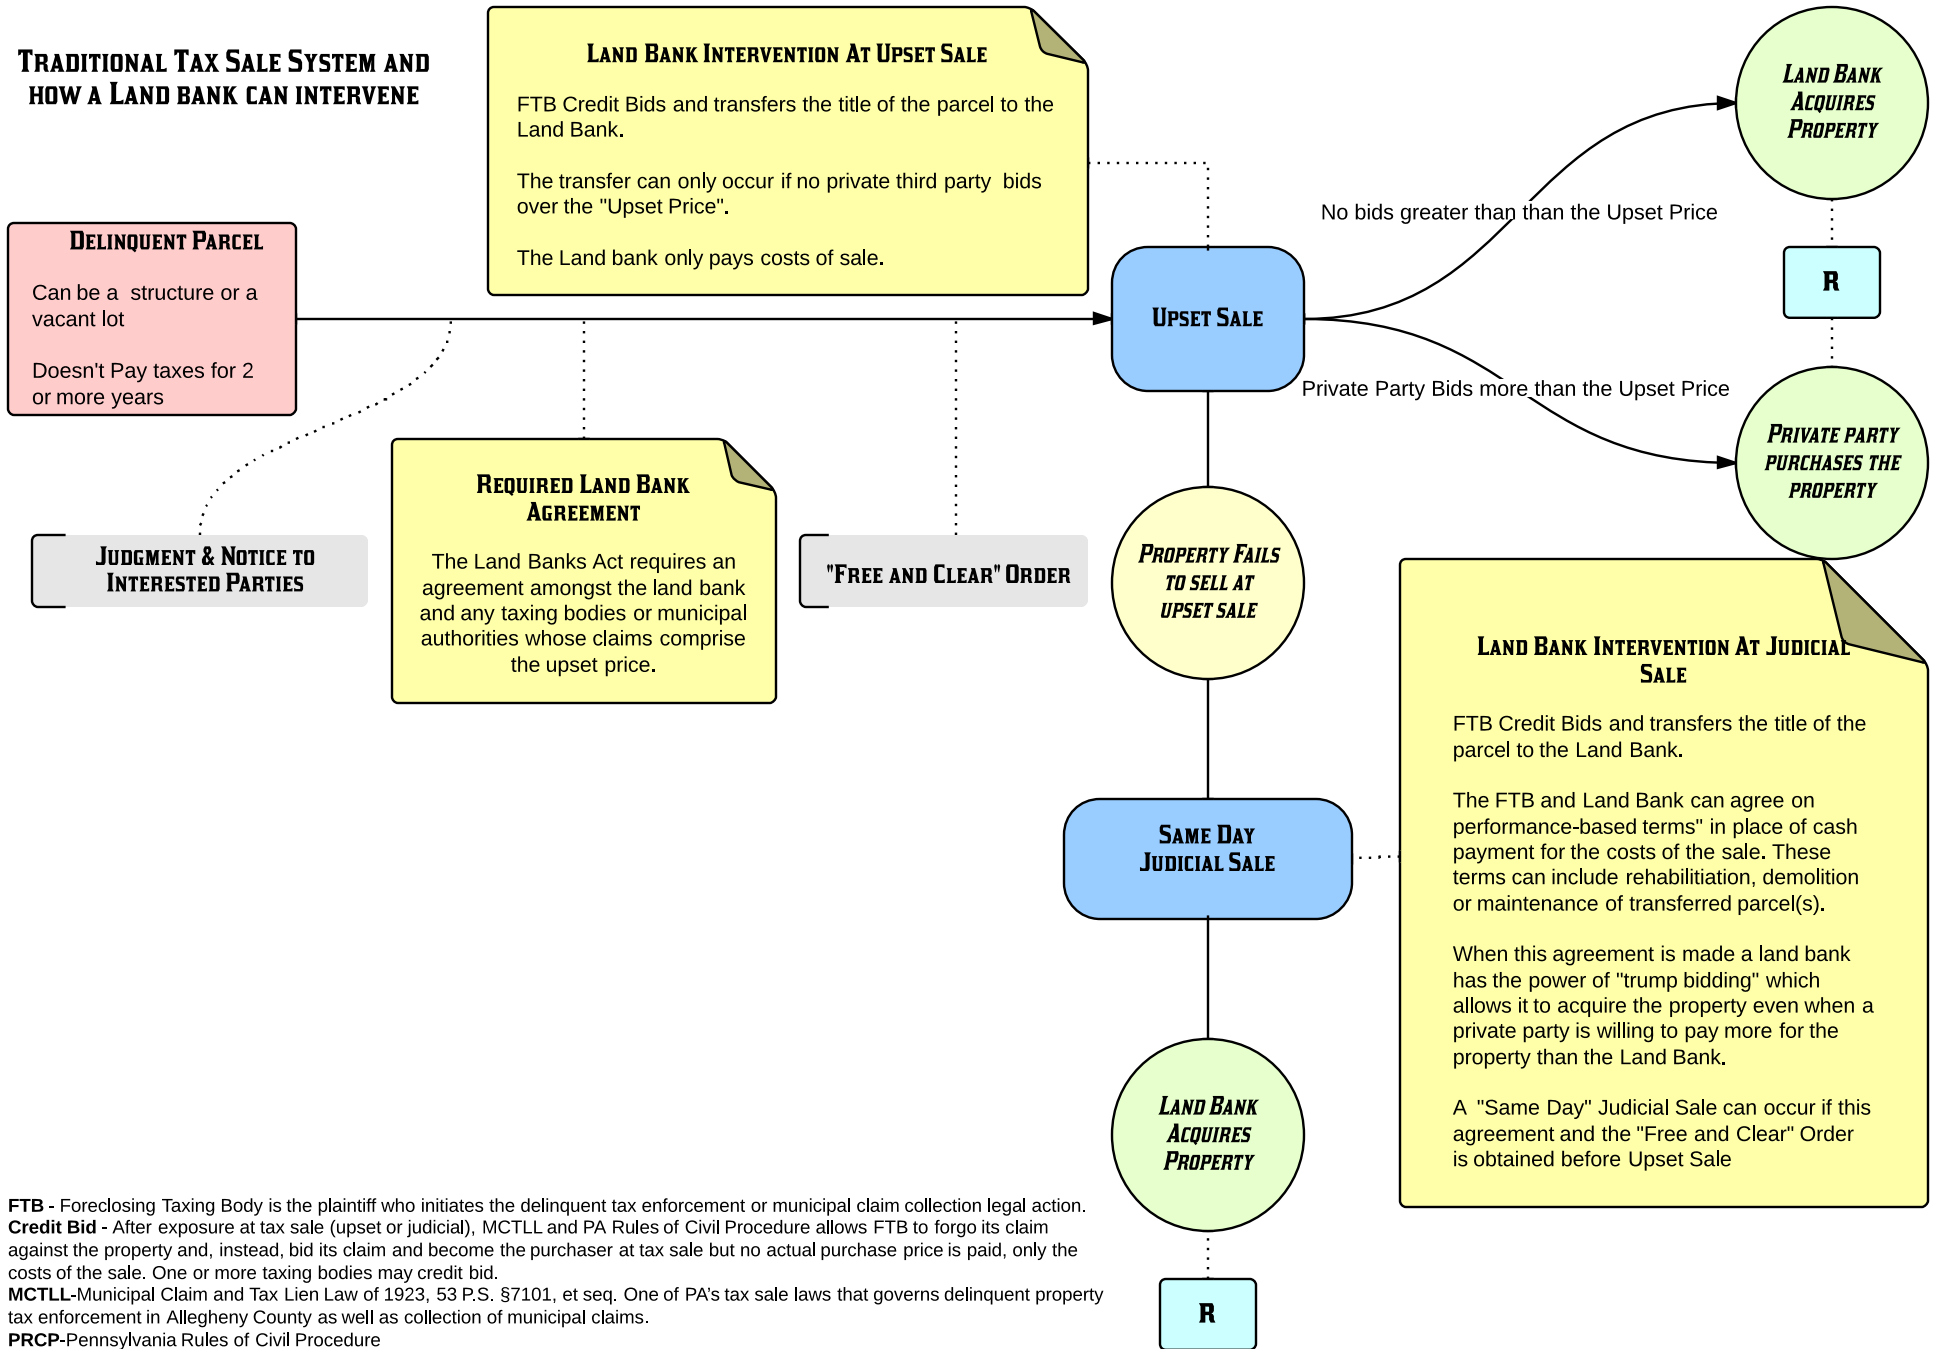 Traditional Tax Sale System and
how a Land bank can intervene
Land Bank Intervention At Upset Sale
FTB Credit Bids and transfers the title of the parcel to the
Land Bank.
The transfer can only occur if no private third party  bids
over the "Upset Price".
The Land bank only pays costs of sale.
Land Bank
Acquires
Property
No bids greater than than the Upset Price
R
Delinquent Parcel
Can be a  structure or a
vacant lot
Doesn't Pay taxes for 2
or more years
Upset Sale
Private Party Bids more than the Upset Price
Private party
purchases the
property
Judgment & Notice to
Interested Parties
Required Land Bank
Agreement
The Land Banks Act requires an
agreement amongst the land bank
and any taxing bodies or municipal
authorities whose claims comprise
the upset price.
"Free and Clear" Order
Property Fails
to sell at
upset sale
Land Bank Intervention At Judicial
Sale
FTB Credit Bids and transfers the title of the
parcel to the Land Bank.
The FTB and Land Bank can agree on
performance-based terms" in place of cash
payment for the costs of the sale. These
terms can include rehabilitiation, demolition
or maintenance of transferred parcel(s).
When this agreement is made a land bank
has the power of "trump bidding" which
allows it to acquire the property even when a
private party is willing to pay more for the
property than the Land Bank.
A  "Same Day" Judicial Sale can occur if this
agreement and the "Free and Clear" Order
is obtained before Upset Sale
Same Day
Judicial Sale
Land Bank
Acquires
Property
R
FTB - Foreclosing Taxing Body is the plaintiff who initiates the delinquent tax enforcement or municipal claim collection legal action.
Credit Bid - After exposure at tax sale (upset or judicial), MCTLL and PA Rules of Civil Procedure allows FTB to forgo its claim
against the property and, instead, bid its claim and become the purchaser at tax sale but no actual purchase price is paid, only the
costs of the sale. One or more taxing bodies may credit bid.
MCTLL-Municipal Claim and Tax Lien Law of 1923, 53 P.S. §7101, et seq. One of PA's tax sale laws that governs delinquent property
tax enforcement in Allegheny County as well as collection of municipal claims.
PRCP-Pennsylvania Rules of Civil Procedure